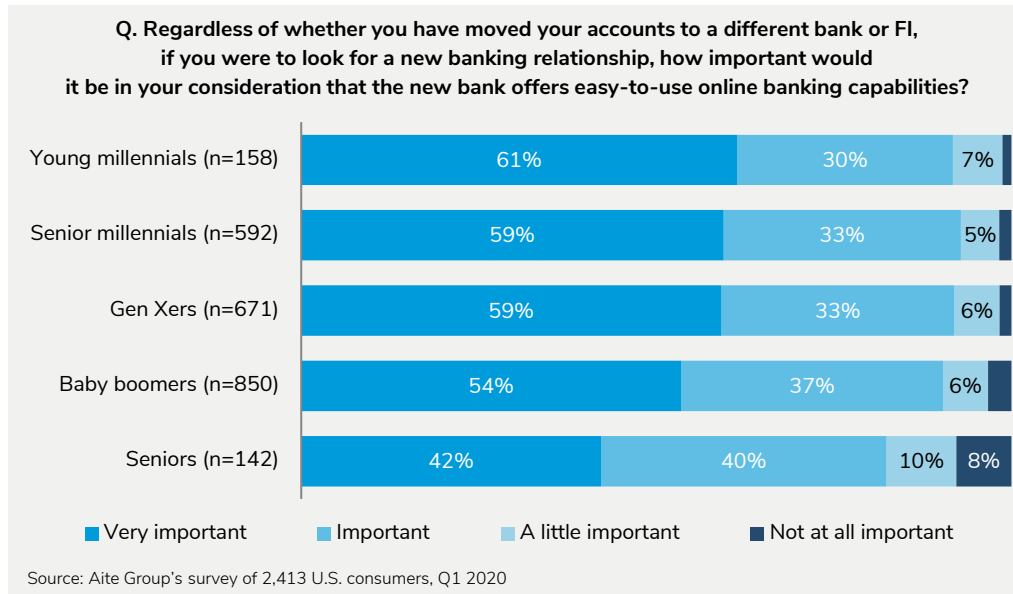 Q. Regardless of whether you have moved your accounts to a different bank or FI,
if you were to look for a new banking relationship, how important would
it be in your consideration that the new bank offers easy-to-use online banking capabilities?
Young millennials (n=158) 61% 30% 7%
Senior millennials (n=592) 59% 33% 5%
Gen Xers (n=671) 59% 33% 6%
Baby boomers (n=850) 54% 37% 6%
Seniors (n=142) 42% 40% 10% 8%
Very important Important A little important Not at all important
Source: Aite Group’s survey of 2,413 U.S. consumers, Q1 2020